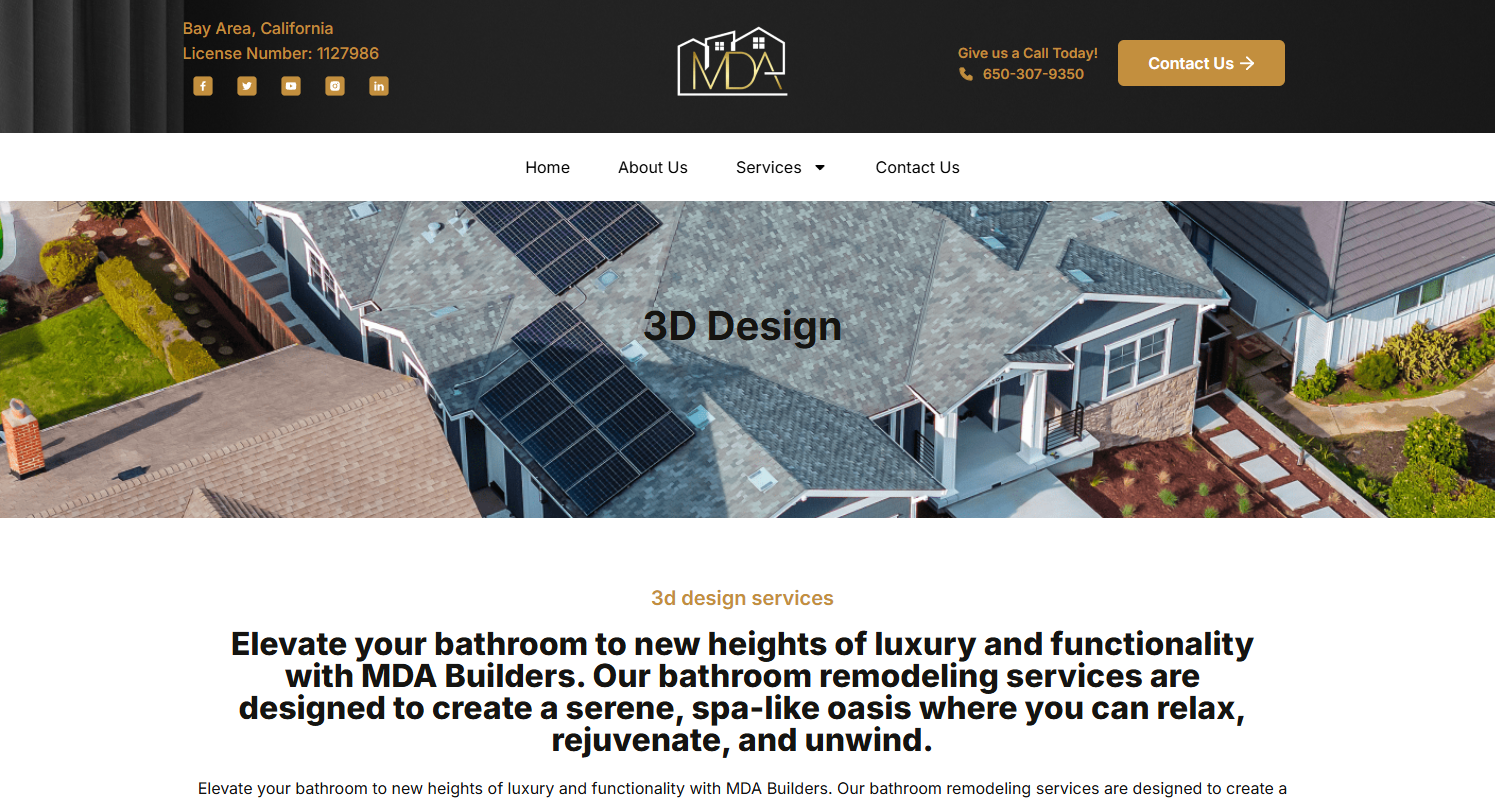 Bay Area, California
License Number: 1127986
MDA
Give us a Call Today!
650-307-9350
Contact Us
Home
About Us
Services
Contact Us
3D Design
3d design services
Elevate your bathroom to new heights of luxury and functionality
with MDA Builders. Our bathroom remodeling services are
designed to create a serene, spa-like oasis where you can relax,
rejuvenate, and unwind.
Elevate your bathroom to new heights of luxury and functionality with MDA Builders. Our bathroom remodeling services are designed to create a